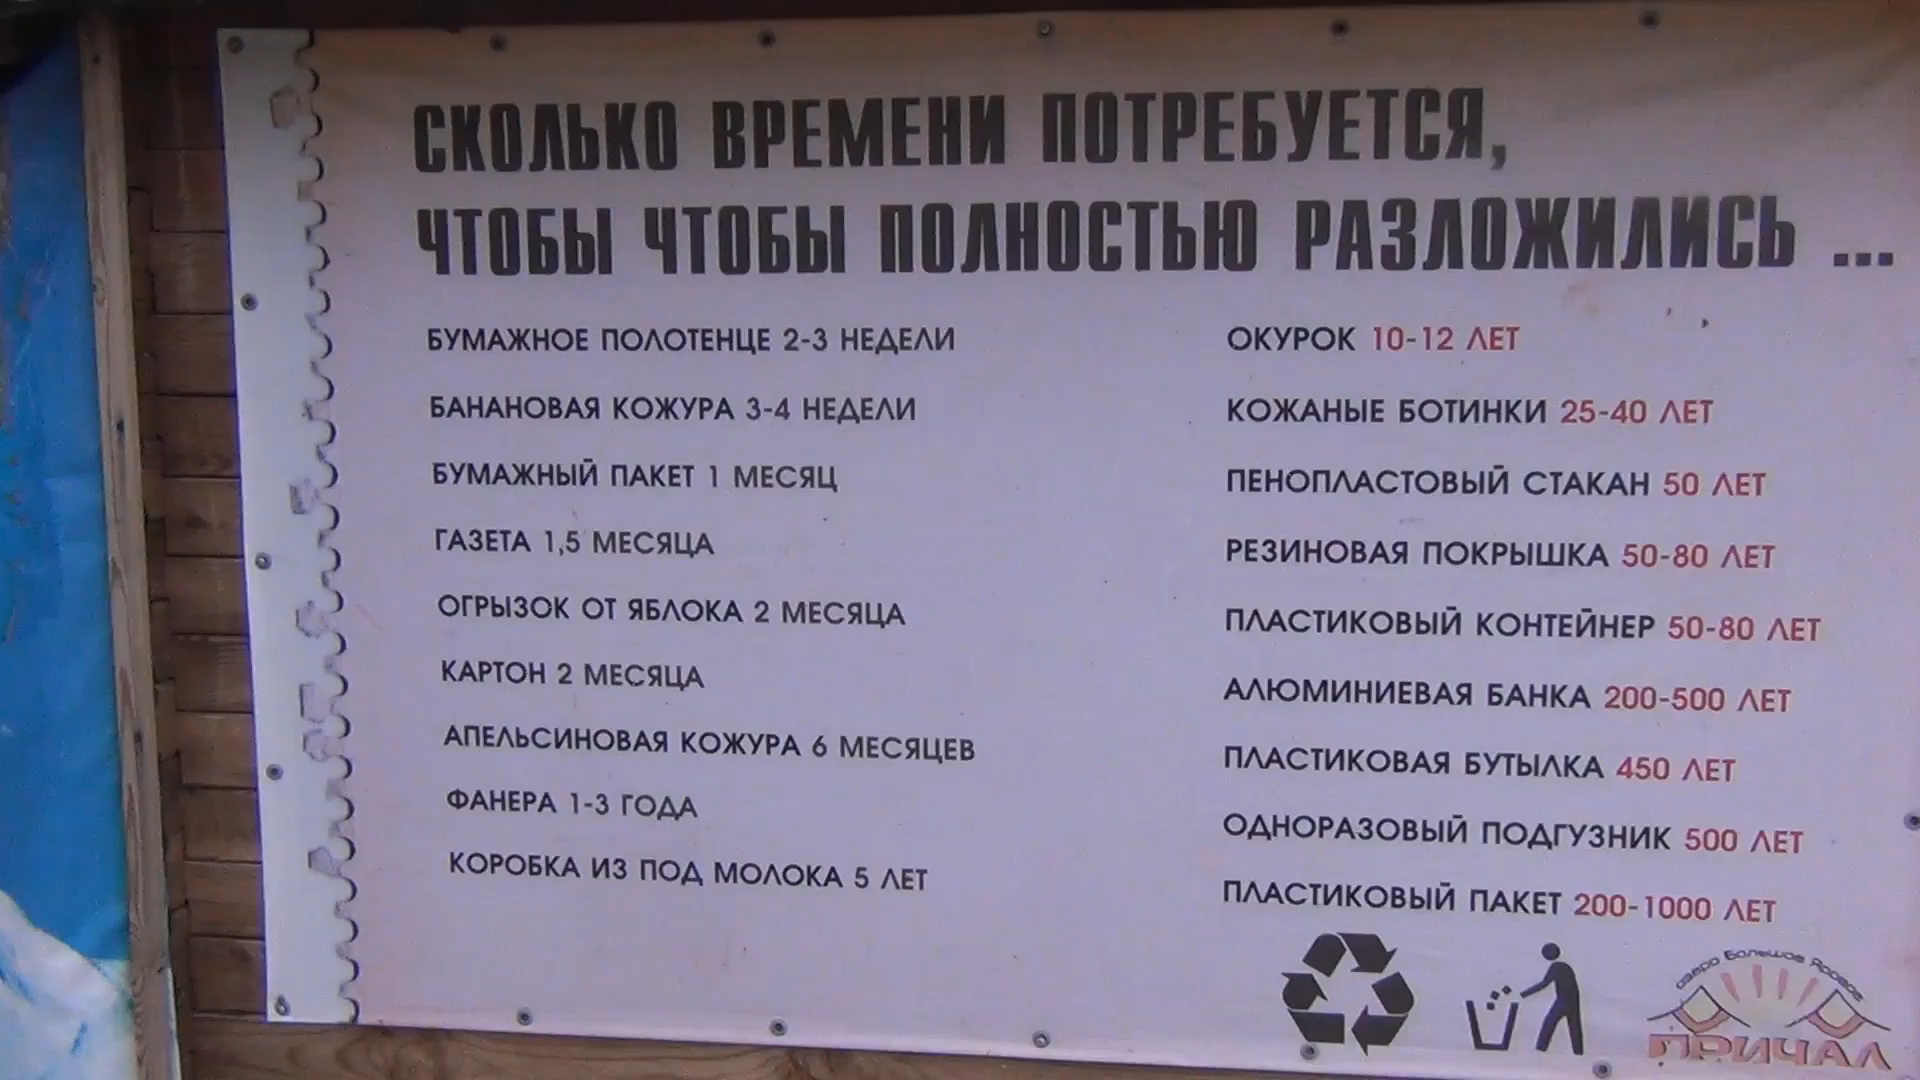 СКОЛЬКО ВРЕМЕНИ ПОТРЕБУЕТСЯ,
ЧТОБЫ ЧТОБЫ ПОЛНОСТЬЮ РАЗЛОЖИЛИСЬ ...
БУМАЖНОЕ ПОЛОТЕНЦЕ 2-3 НЕДЕЛИ
БАНАНОВАЯ КОЖУРА 3-4 НЕДЕЛИ
БУМАЖНЫЙ ПАКЕТ 1 МЕСЯЦ
ГАЗЕТА 1,5 МЕСЯЦА
ОГРЫЗОК ОТ ЯБЛОКА 2 МЕСЯЦА
КАРТОН 2 МЕСЯЦА
АПЕЛЬСИНОВАЯ КОЖУРА 6 МЕСЯЦЕВ
ФАНЕРА 1-3 ГОДА
КОРОБКА ИЗ ПОД МОЛОКА 5 ЛЕТ
ОКУРОК 10-12 ЛЕТ
КОЖАНЫЕ БОТИНКИ 25-40 ЛЕТ
ПЕНОПЛАСТОВЫЙ СТАКАН 50 ЛЕТ
РЕЗИНОВАЯ ПОКРЫШКА 50-80 ЛЕТ
ПЛАСТИКОВЫЙ КОНТЕЙНЕР 50-80 ЛЕТ
АЛЮМИНИЕВАЯ БАНКА 200-500 ЛЕТ
ПЛАСТИКОВАЯ БУТЫЛКА 450 ЛЕТ
ОДНОРАЗОВЫЙ ПОДГУЗНИК 500 ЛЕТ
ПЛАСТИКОВЫЙ ПАКЕТ 200-1000 ЛЕТ
озеро Большое Яровое
ПРИЧАЛ